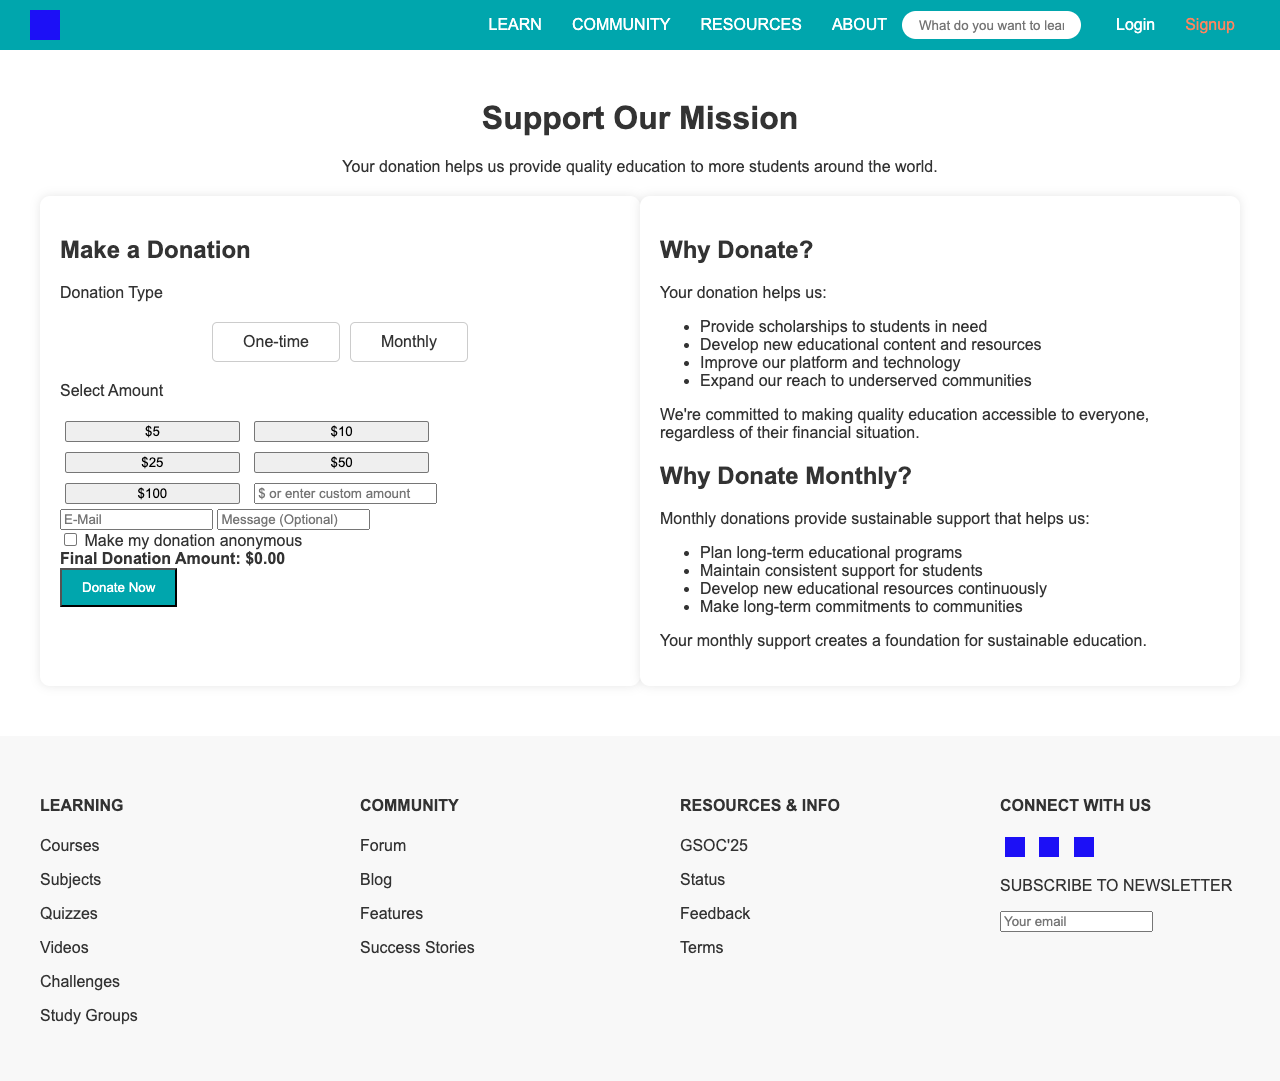 LEARN COMMUNITY RESOURCES ABOUT What do you want to lear Login Signup
Support Our Mission
Your donation helps us provide quality education to more students around the world.
Make a Donation
Donation Type
One-time Monthly
Select Amount
$5 $10
$25 $50
$100 $ or enter custom amount
E-Mail Message (Optional)
Make my donation anonymous
Final Donation Amount: $0.00
Donate Now
Why Donate?
Your donation helps us:
• Provide scholarships to students in need
• Develop new educational content and resources
• Improve our platform and technology
• Expand our reach to underserved communities
We're committed to making quality education accessible to everyone,
regardless of their financial situation.
Why Donate Monthly?
Monthly donations provide sustainable support that helps us:
• Plan long-term educational programs
• Maintain consistent support for students
• Develop new educational resources continuously
• Make long-term commitments to communities
Your monthly support creates a foundation for sustainable education.
LEARNING
Courses
Subjects
Quizzes
Videos
Challenges
Study Groups
COMMUNITY
Forum
Blog
Features
Success Stories
RESOURCES & INFO
GSOC'25
Status
Feedback
Terms
CONNECT WITH US
SUBSCRIBE TO NEWSLETTER
Your email